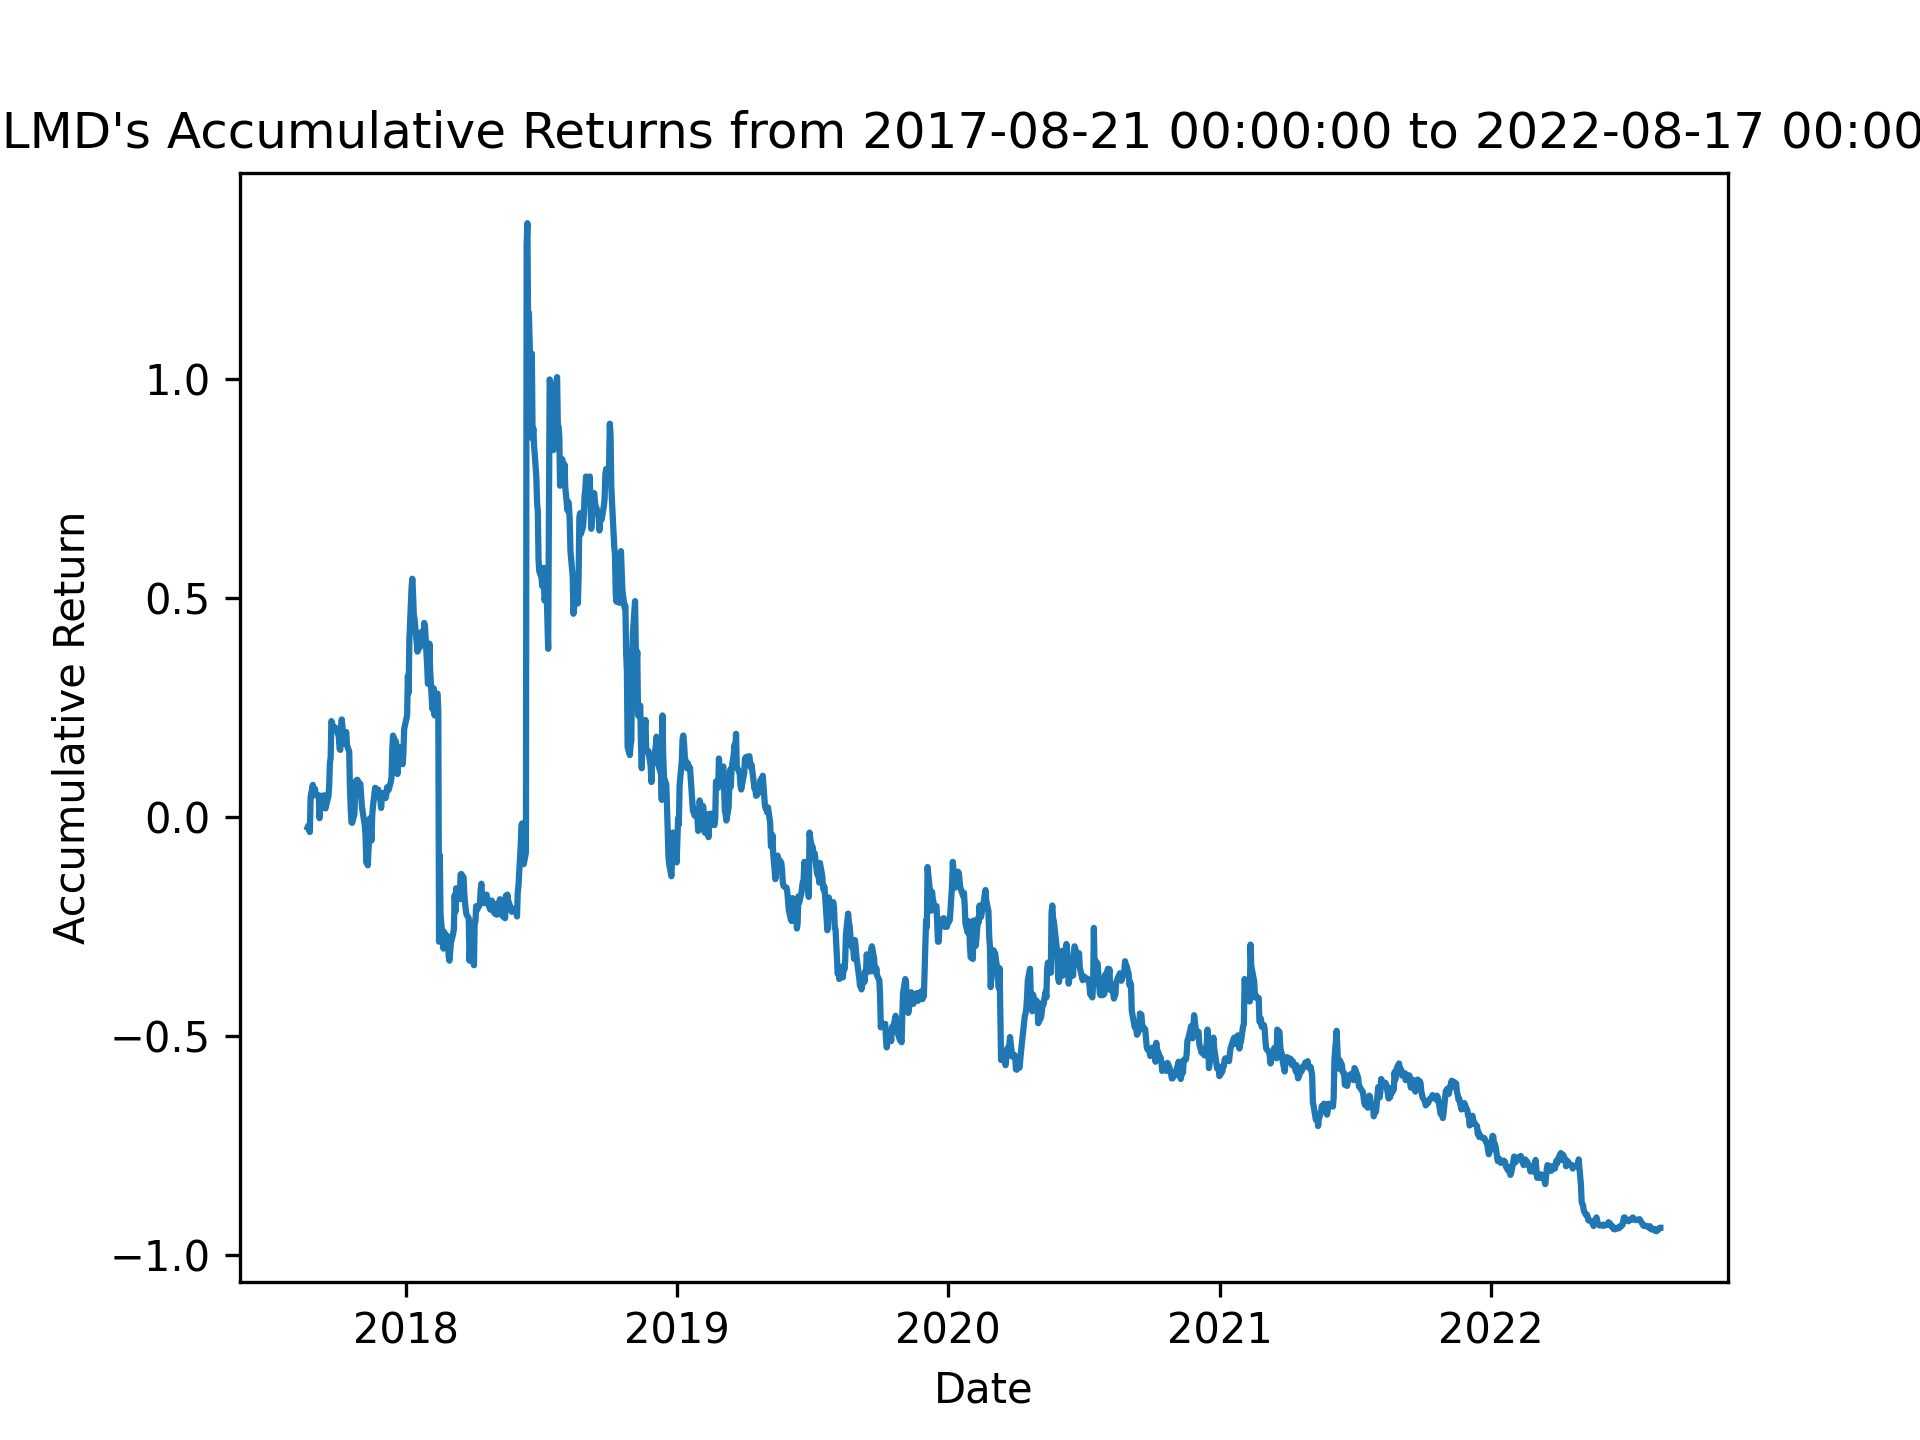 LMD's Accumulative Returns from 2017-08-21 00:00:00 to 2022-08-17 00:00
1.0
0.5
0.0
−0.5
−1.0
Accumulative Return
2018 2019 2020 2021 2022
Date